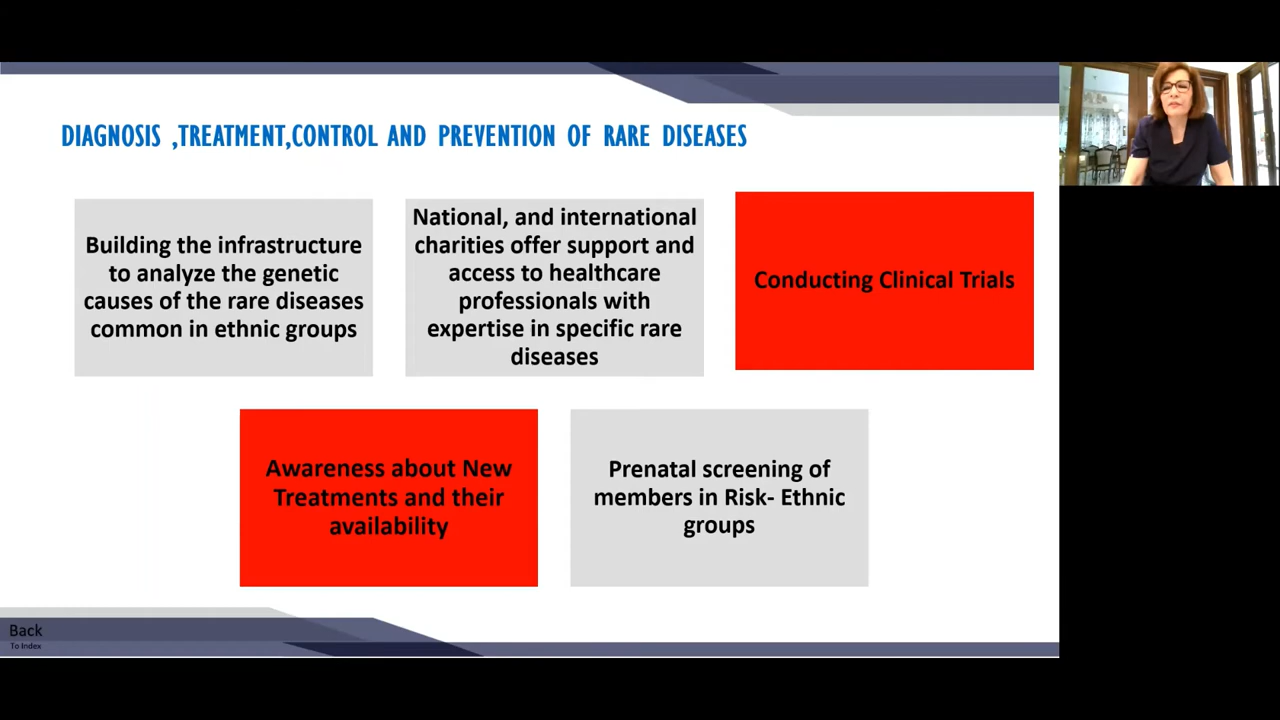 DIAGNOSIS ,TREATMENT,CONTROL AND PREVENTION OF RARE DISEASES
Building the infrastructure
to analyze the genetic
causes of the rare diseases
common in ethnic groups
National, and international
charities offer support and
access to healthcare
professionals with
expertise in specific rare
diseases
Conducting Clinical Trials
Awareness about New
Treatments and their
availability
Prenatal screening of
members in Risk- Ethnic
groups
Back
To Index